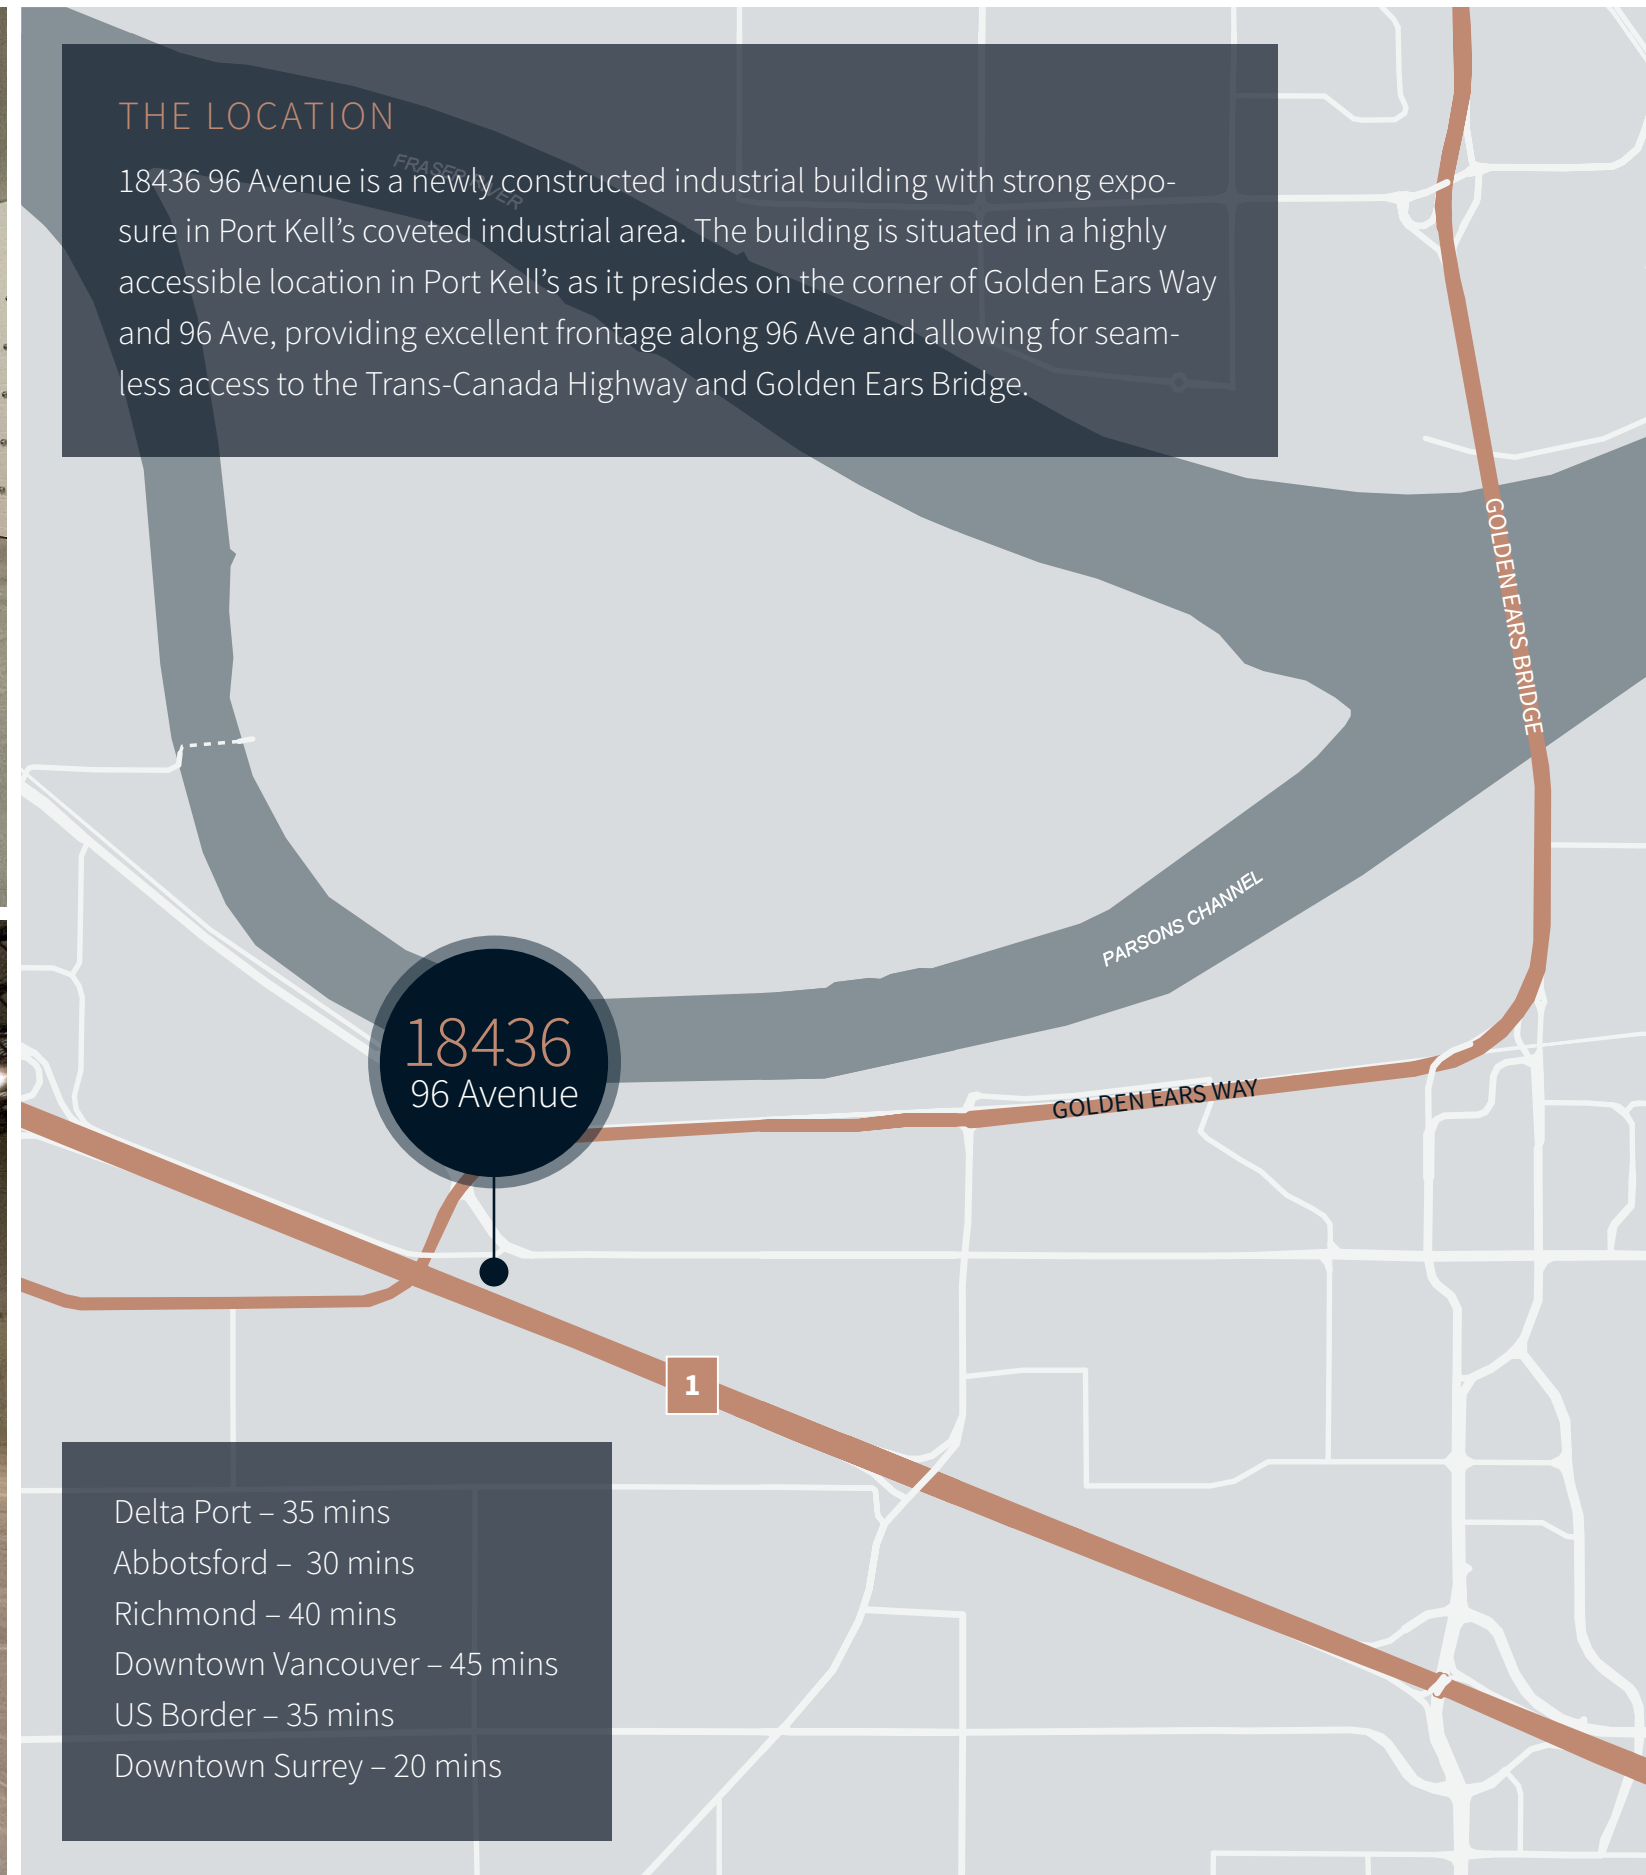 THE LOCATION
FRASER RIVER
18436 96 Avenue is a newly constructed industrial building with strong expo-
sure in Port Kell’s coveted industrial area. The building is situated in a highly
accessible location in Port Kell’s as it presides on the corner of Golden Ears Way
and 96 Ave, providing excellent frontage along 96 Ave and allowing for seam-
less access to the Trans-Canada Highway and Golden Ears Bridge.
GOLDEN EARS BRIDGE
PARSONS CHANNEL
18436
96 Avenue
GOLDEN EARS WAY
1
Delta Port – 35 mins
Abbotsford –  30 mins
Richmond – 40 mins
Downtown Vancouver – 45 mins
US Border – 35 mins
Downtown Surrey – 20 mins